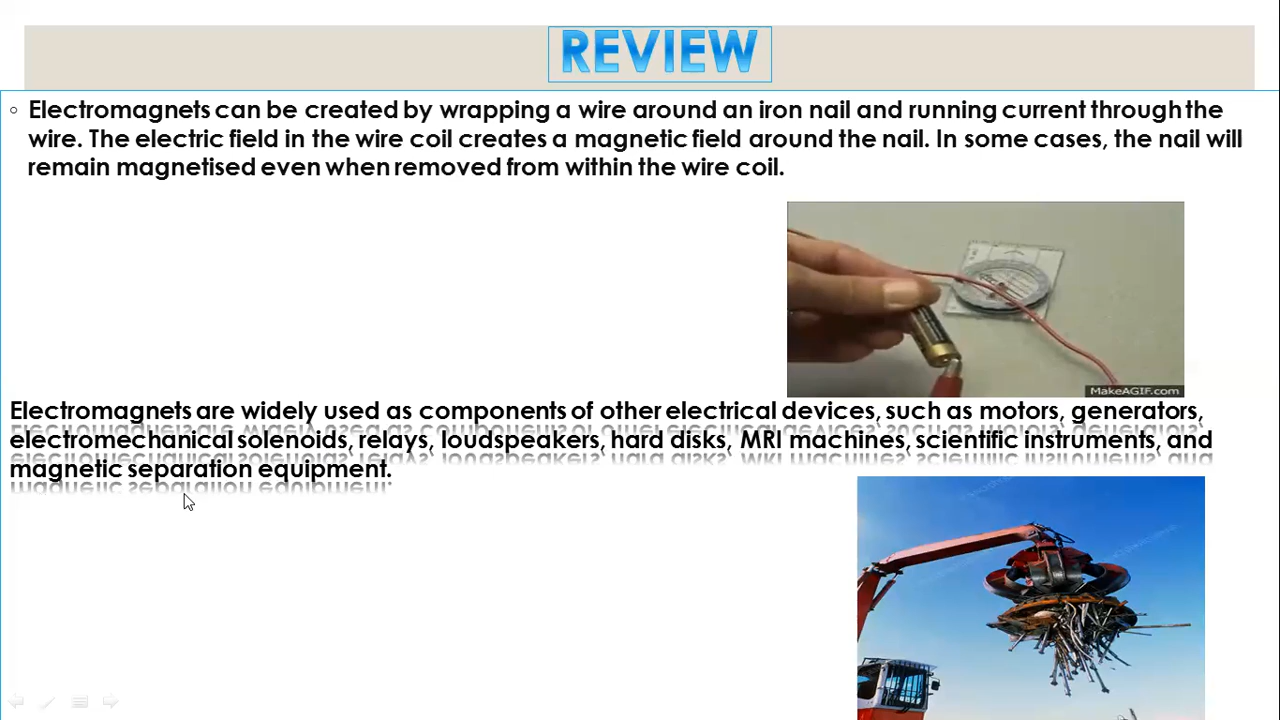 REVIEW
Electromagnets can be created by wrapping a wire around an iron nail and running current through the
wire. The electric field in the wire coil creates a magnetic field around the nail. In some cases, the nail will
remain magnetised even when removed from within the wire coil.
MakeAGIF.com
Electromagnets are widely used as components of other electrical devices, such as motors, generators,
electromechanical solenoids, relays, loudspeakers, hard disks, MRI machines, scientific instruments, and
magnetic separation equipment.